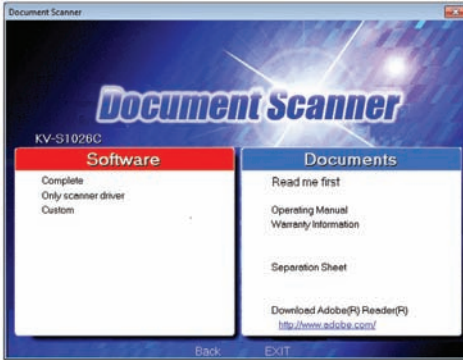 Document Scanner
Document Scanner
KV-S1026C
Software
Complete
Only scanner driver
Custom
Documents
Read me first
Operating Manual
Warranty Information
Separation Sheet
Download Adobe(R) Reader(R)
http://www.adobe.com/
Back EXIT